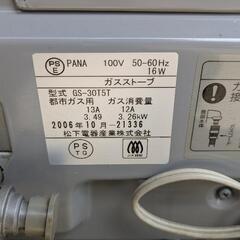 PS
E
PANA 100V 50-60Hz
16W
ガスストーブ
型式 GS-30T5T
都市ガス用 ガス消費量
13A 12A
3.49 3.26kW
2006年10月-21336
松下電器産業株式会社
PS
TG
ガ
接